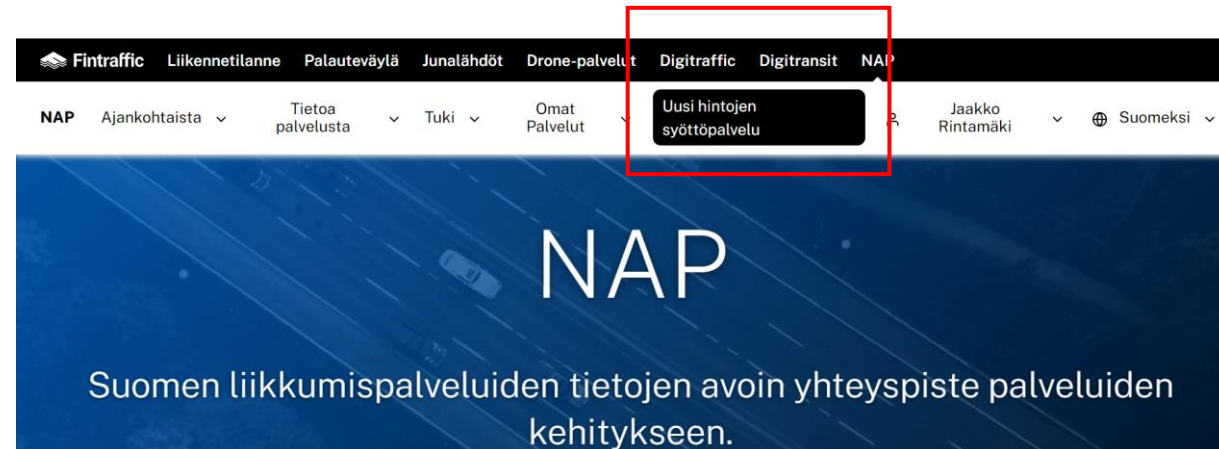 Fintraffic Liikennetilanne Palauteväylä Junalähdöt Drone-palvelut Digitraffic Digitransit NAP
NAP Ajankohtaista Tietoa palvelusta Tuki Omat Palvelut Uusi hintojen syöttöpalvelu Jaakko Rintamäki Suomeksi
NAP
Suomen liikkumispalveluiden tietojen avoin yhteyspiste palveluiden
kehitykseen.